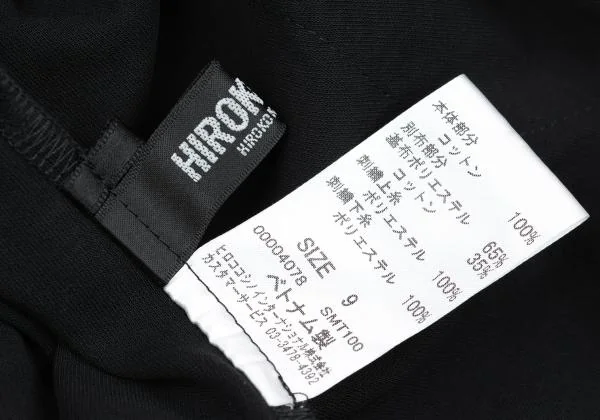 HIROK
HIROKO K
本体部分
コットン 100%
別布部分
基布ポリエステル 65%
コットン 35%
刺繍上糸
ポリエステル 100%
刺繍下糸
ポリエステル 100%
SIZE 9
00004078 SMT100
ベトナム製
ヒロココシノインターナショナル株式会社
カスタマーサービス 03-3478-4392